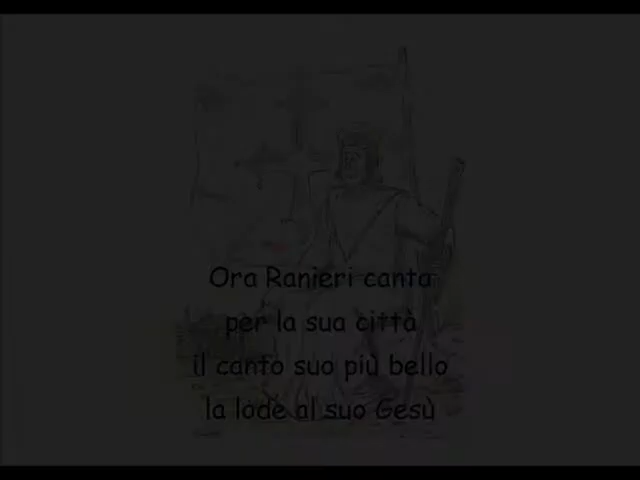 Ora Ranieri canta
per la sua città
il canto suo più bello
la lode al suo Gesù